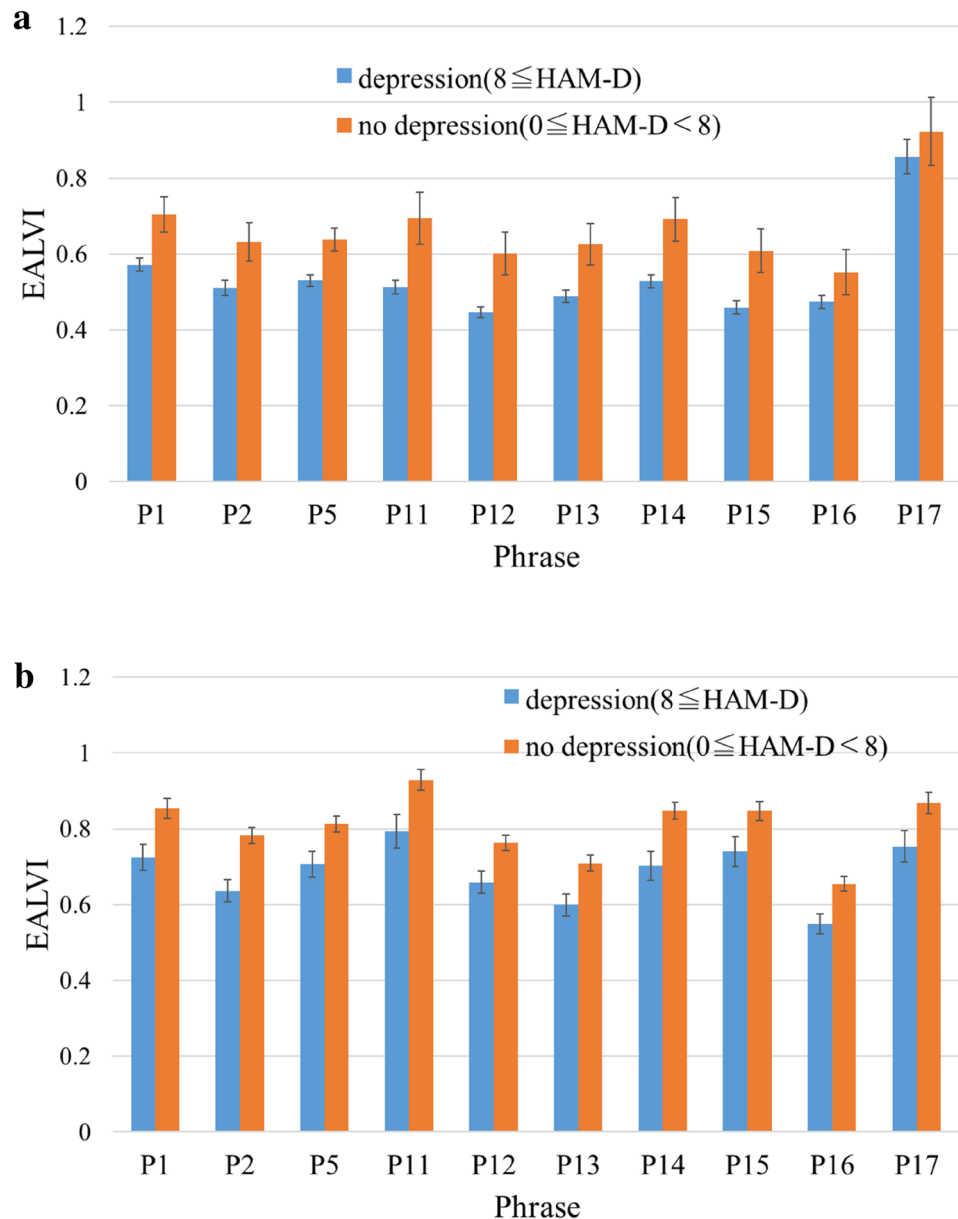 a
1.2
depression(8≦HAM-D)
1
no depression(0≦HAM-D<8)
0.8
EALVI
0.6
0.4
0.2
0
P1 P2 P5 P11 P12 P13 P14 P15 P16 P17
Phrase
b
1.2
depression(8≦HAM-D)
1
no depression(0≦HAM-D<8)
0.8
EALVI
0.6
0.4
0.2
0
P1 P2 P5 P11 P12 P13 P14 P15 P16 P17
Phrase